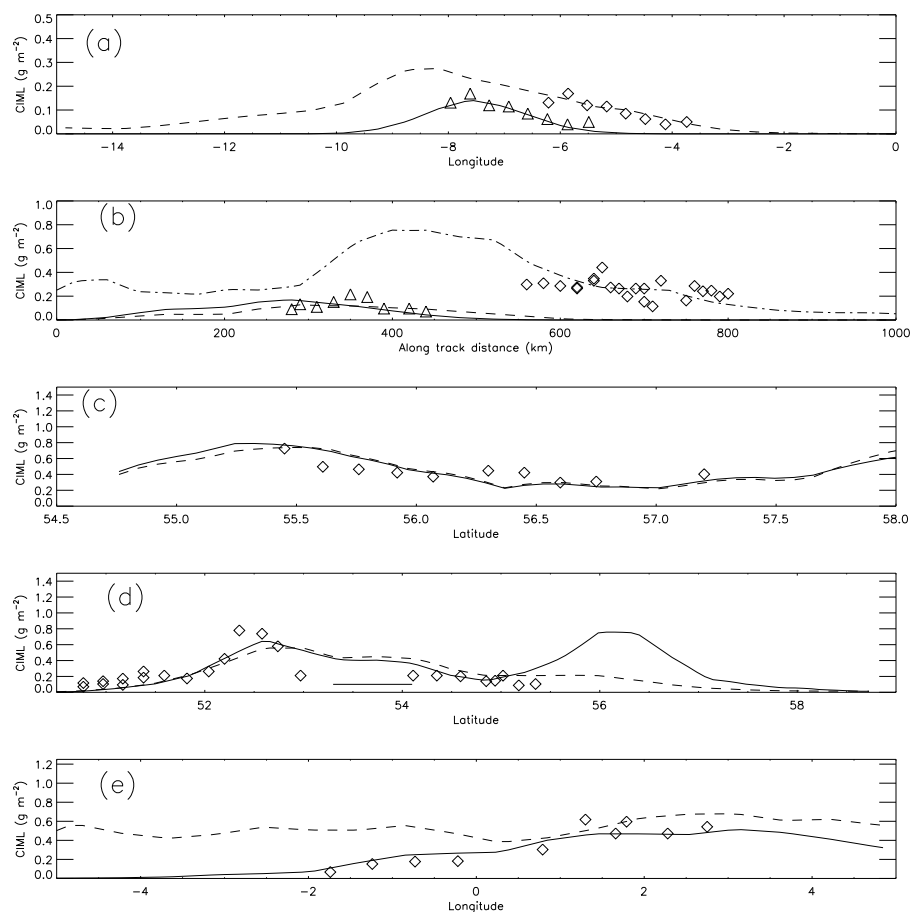 (a)
CIML (g m⁻²)
0.5
0.4
0.3
0.2
0.1
0.0
−14 −12 −10 −8 −6 −4 −2 0
Longitude
(b)
CIML (g m⁻²)
1.0
0.8
0.6
0.4
0.2
0.0
0 200 400 600 800 1000
Along track distance (km)
(c)
CIML (g m⁻²)
1.4
1.2
1.0
0.8
0.6
0.4
0.2
0.0
54.5 55.0 55.5 56.0 56.5 57.0 57.5 58.0
Latitude
(d)
CIML (g m⁻²)
1.4
1.2
1.0
0.8
0.6
0.4
0.2
0.0
52 54 56 58
Latitude
(e)
CIML (g m⁻²)
1.2
1.0
0.8
0.6
0.4
0.2
0.0
−4 −2 0 2 4
Longitude